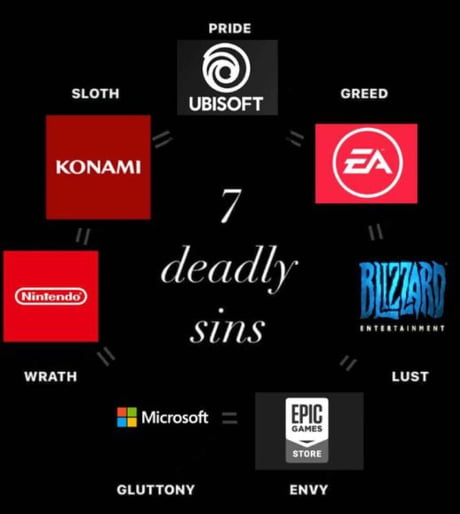 PRIDE
UBISOFT
SLOTH
GREED
KONAMI
EA
7
deadly
sins
Nintendo
BLIZZARD
ENTERTAINMENT
WRATH
LUST
Microsoft
EPIC
GAMES
STORE
GLUTTONY
ENVY